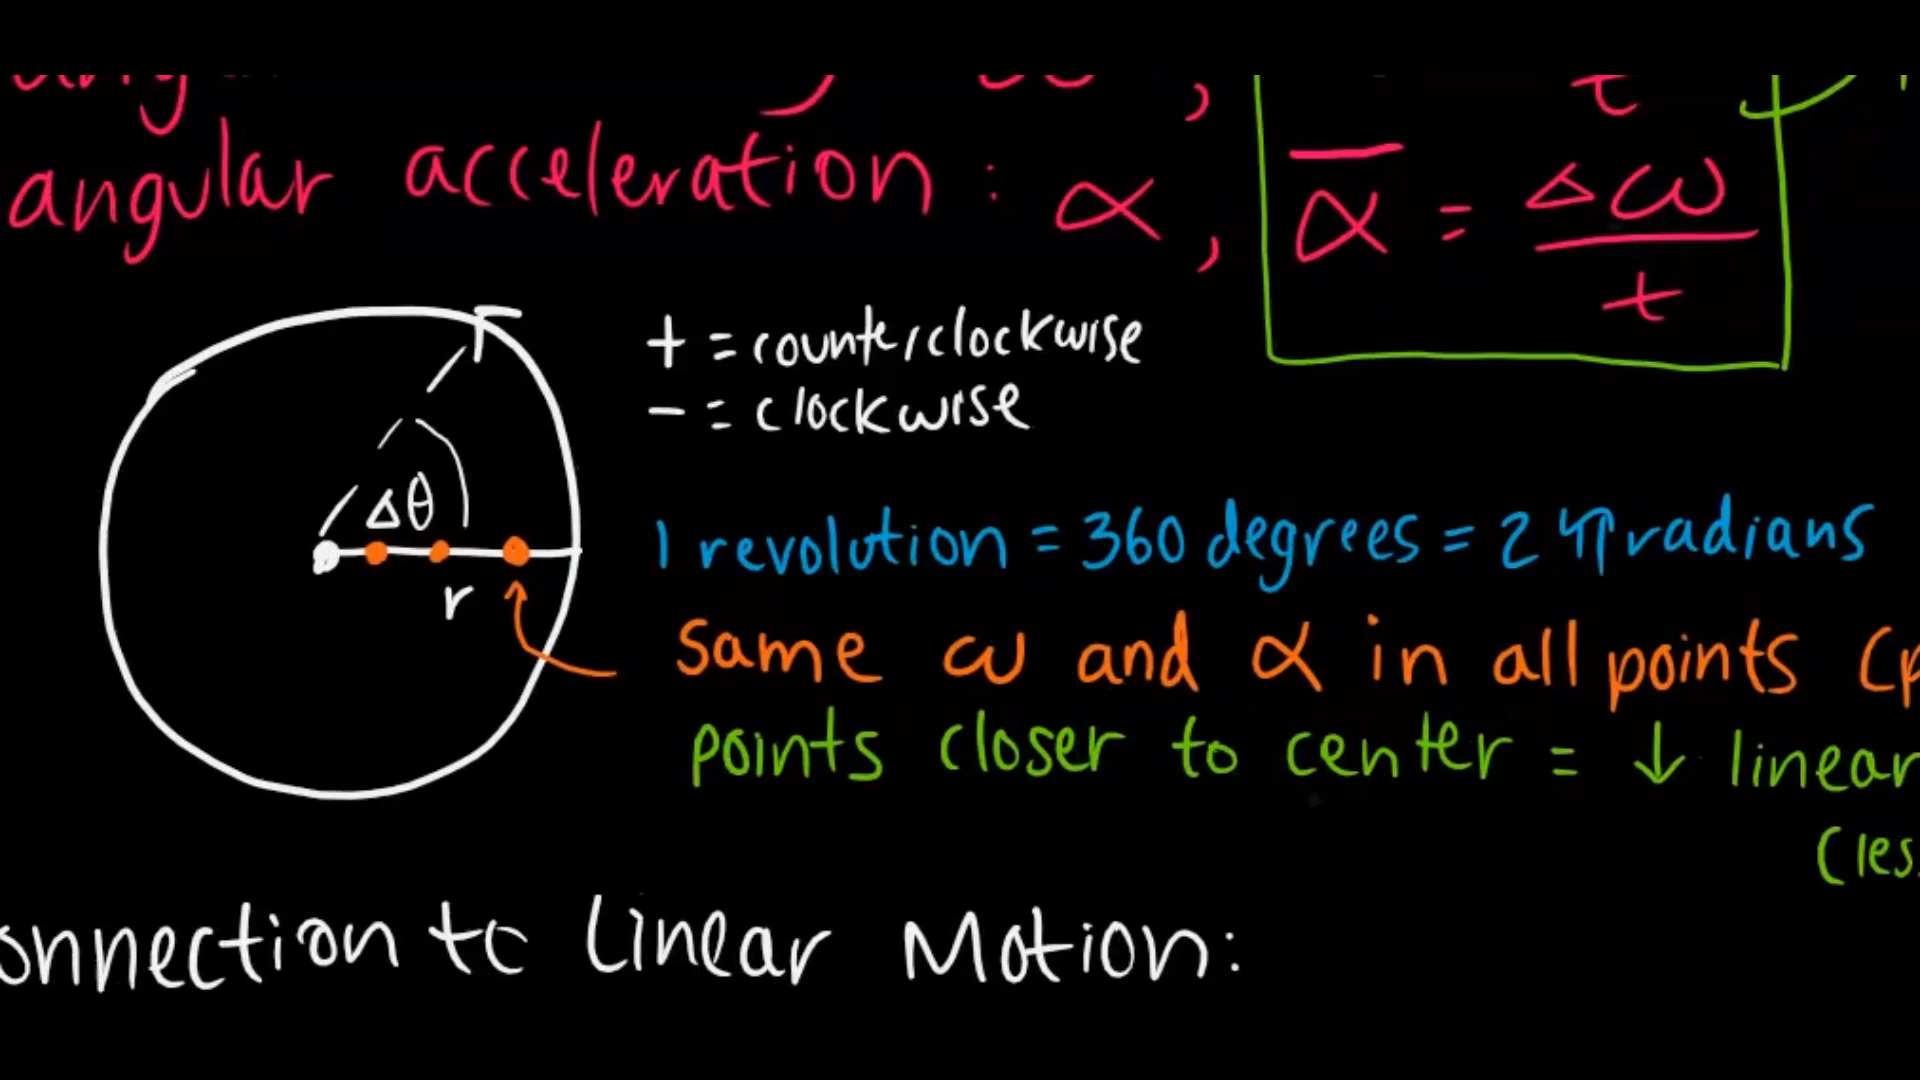 angular acceleration: α, ᾱ = Δω / t
+ = counterclockwise
− = clockwise
Δθ
r
1 revolution = 360 degrees = 2π radians
same ω and α in all points (p
points closer to center = ↓ linear
(les
onnection to Linear Motion: